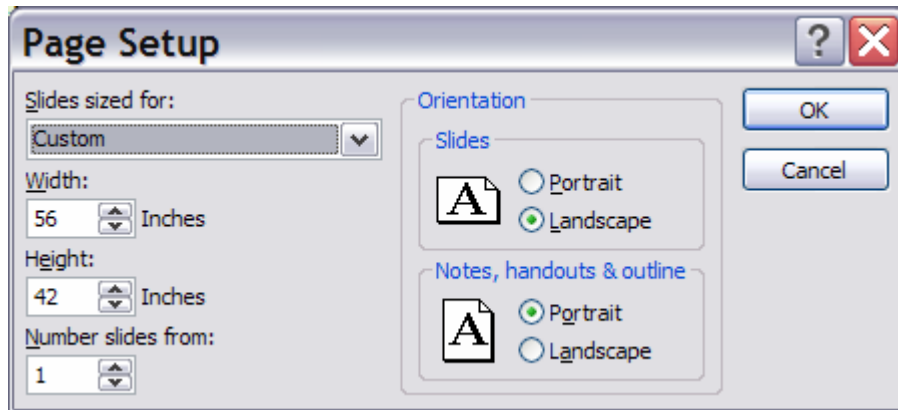 Page Setup
Slides sized for:
Custom
Width:
56 Inches
Height:
42 Inches
Number slides from:
1
Orientation
Slides
A
Portrait
Landscape
Notes, handouts & outline
A
Portrait
Landscape
?
OK
Cancel